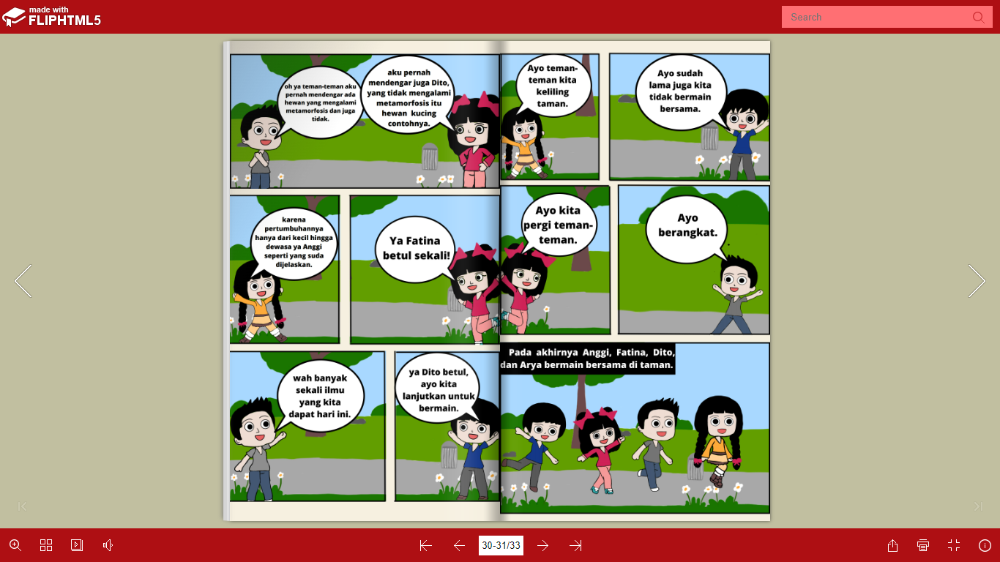 made with
FLIPHTML5
Search
oh ya teman-teman aku
pernah mendengar ada
hewan yang mengalami
metamorfosis dan juga
tidak.
aku pernah
mendengar juga Dito,
yang tidak mengalami
metamorfosis itu
hewan kucing
contohnya.
karena
pertumbuhannya
hanya dari kecil hingga
dewasa ya Anggi
seperti yang suda
dijelaskan.
Ya Fatina
betul sekali!
wah banyak
sekali ilmu
yang kita
dapat hari ini.
ya Dito betul,
ayo kita
lanjutkan untuk
bermain.
Ayo teman-
teman kita
keliling
taman.
Ayo sudah
lama juga kita
tidak bermain
bersama.
Ayo kita
pergi teman-
teman.
Ayo
berangkat.
Pada akhirnya Anggi, Fatina, Dito,
dan Arya bermain bersama di taman.
30-31/33